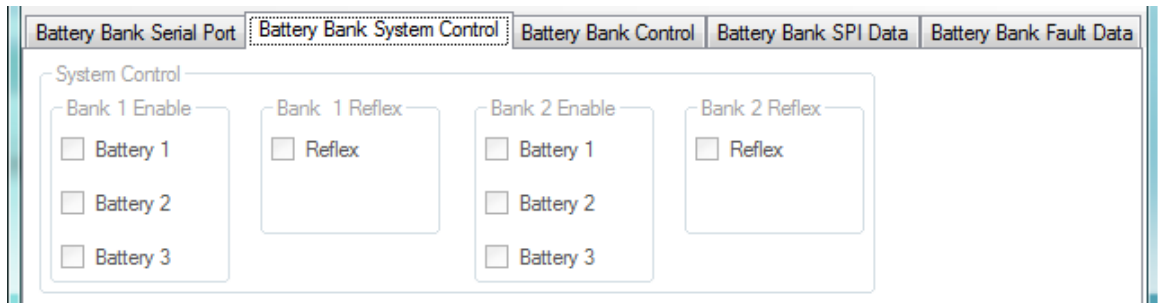 Battery Bank Serial Port Battery Bank System Control Battery Bank Control Battery Bank SPI Data Battery Bank Fault Data
System Control
Bank 1 Enable Bank 1 Reflex Bank 2 Enable Bank 2 Reflex
Battery 1 Reflex Battery 1 Reflex
Battery 2 Battery 2
Battery 3 Battery 3